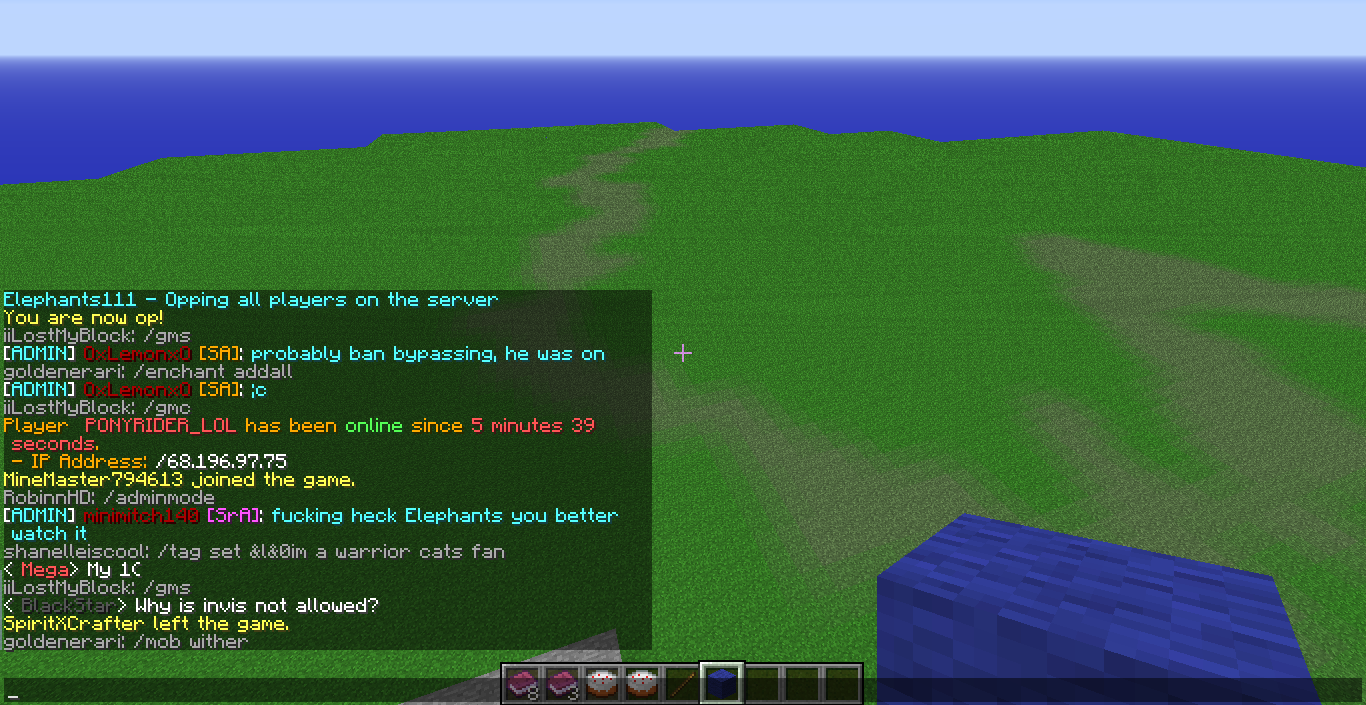 Elephants111 - Opping all players on the server
You are now op!
iiLostMyBlock: /gms
[ADMIN] 0xLemonx0 [SA]: probably ban bypassing, he was on
goldenerari: /enchant addall
[ADMIN] 0xLemonx0 [SA]: ;c
iiLostMyBlock: /gmc
Player PONYRIDER_LOL has been online since 5 minutes 39
seconds.
- IP Address: /68.196.97.75
MineMaster794613 joined the game.
RobinnHD: /adminmode
[ADMIN] minimitch140 [SrA]: fucking heck Elephants you better
watch it
shanelleiscool: /tag set &l&0im a warrior cats fan
< Mega> My 1(
iiLostMyBlock: /gms
< BlackStar> Why is invis not allowed?
SpiritXCrafter left the game.
goldenerari: /mob wither
8 3
_